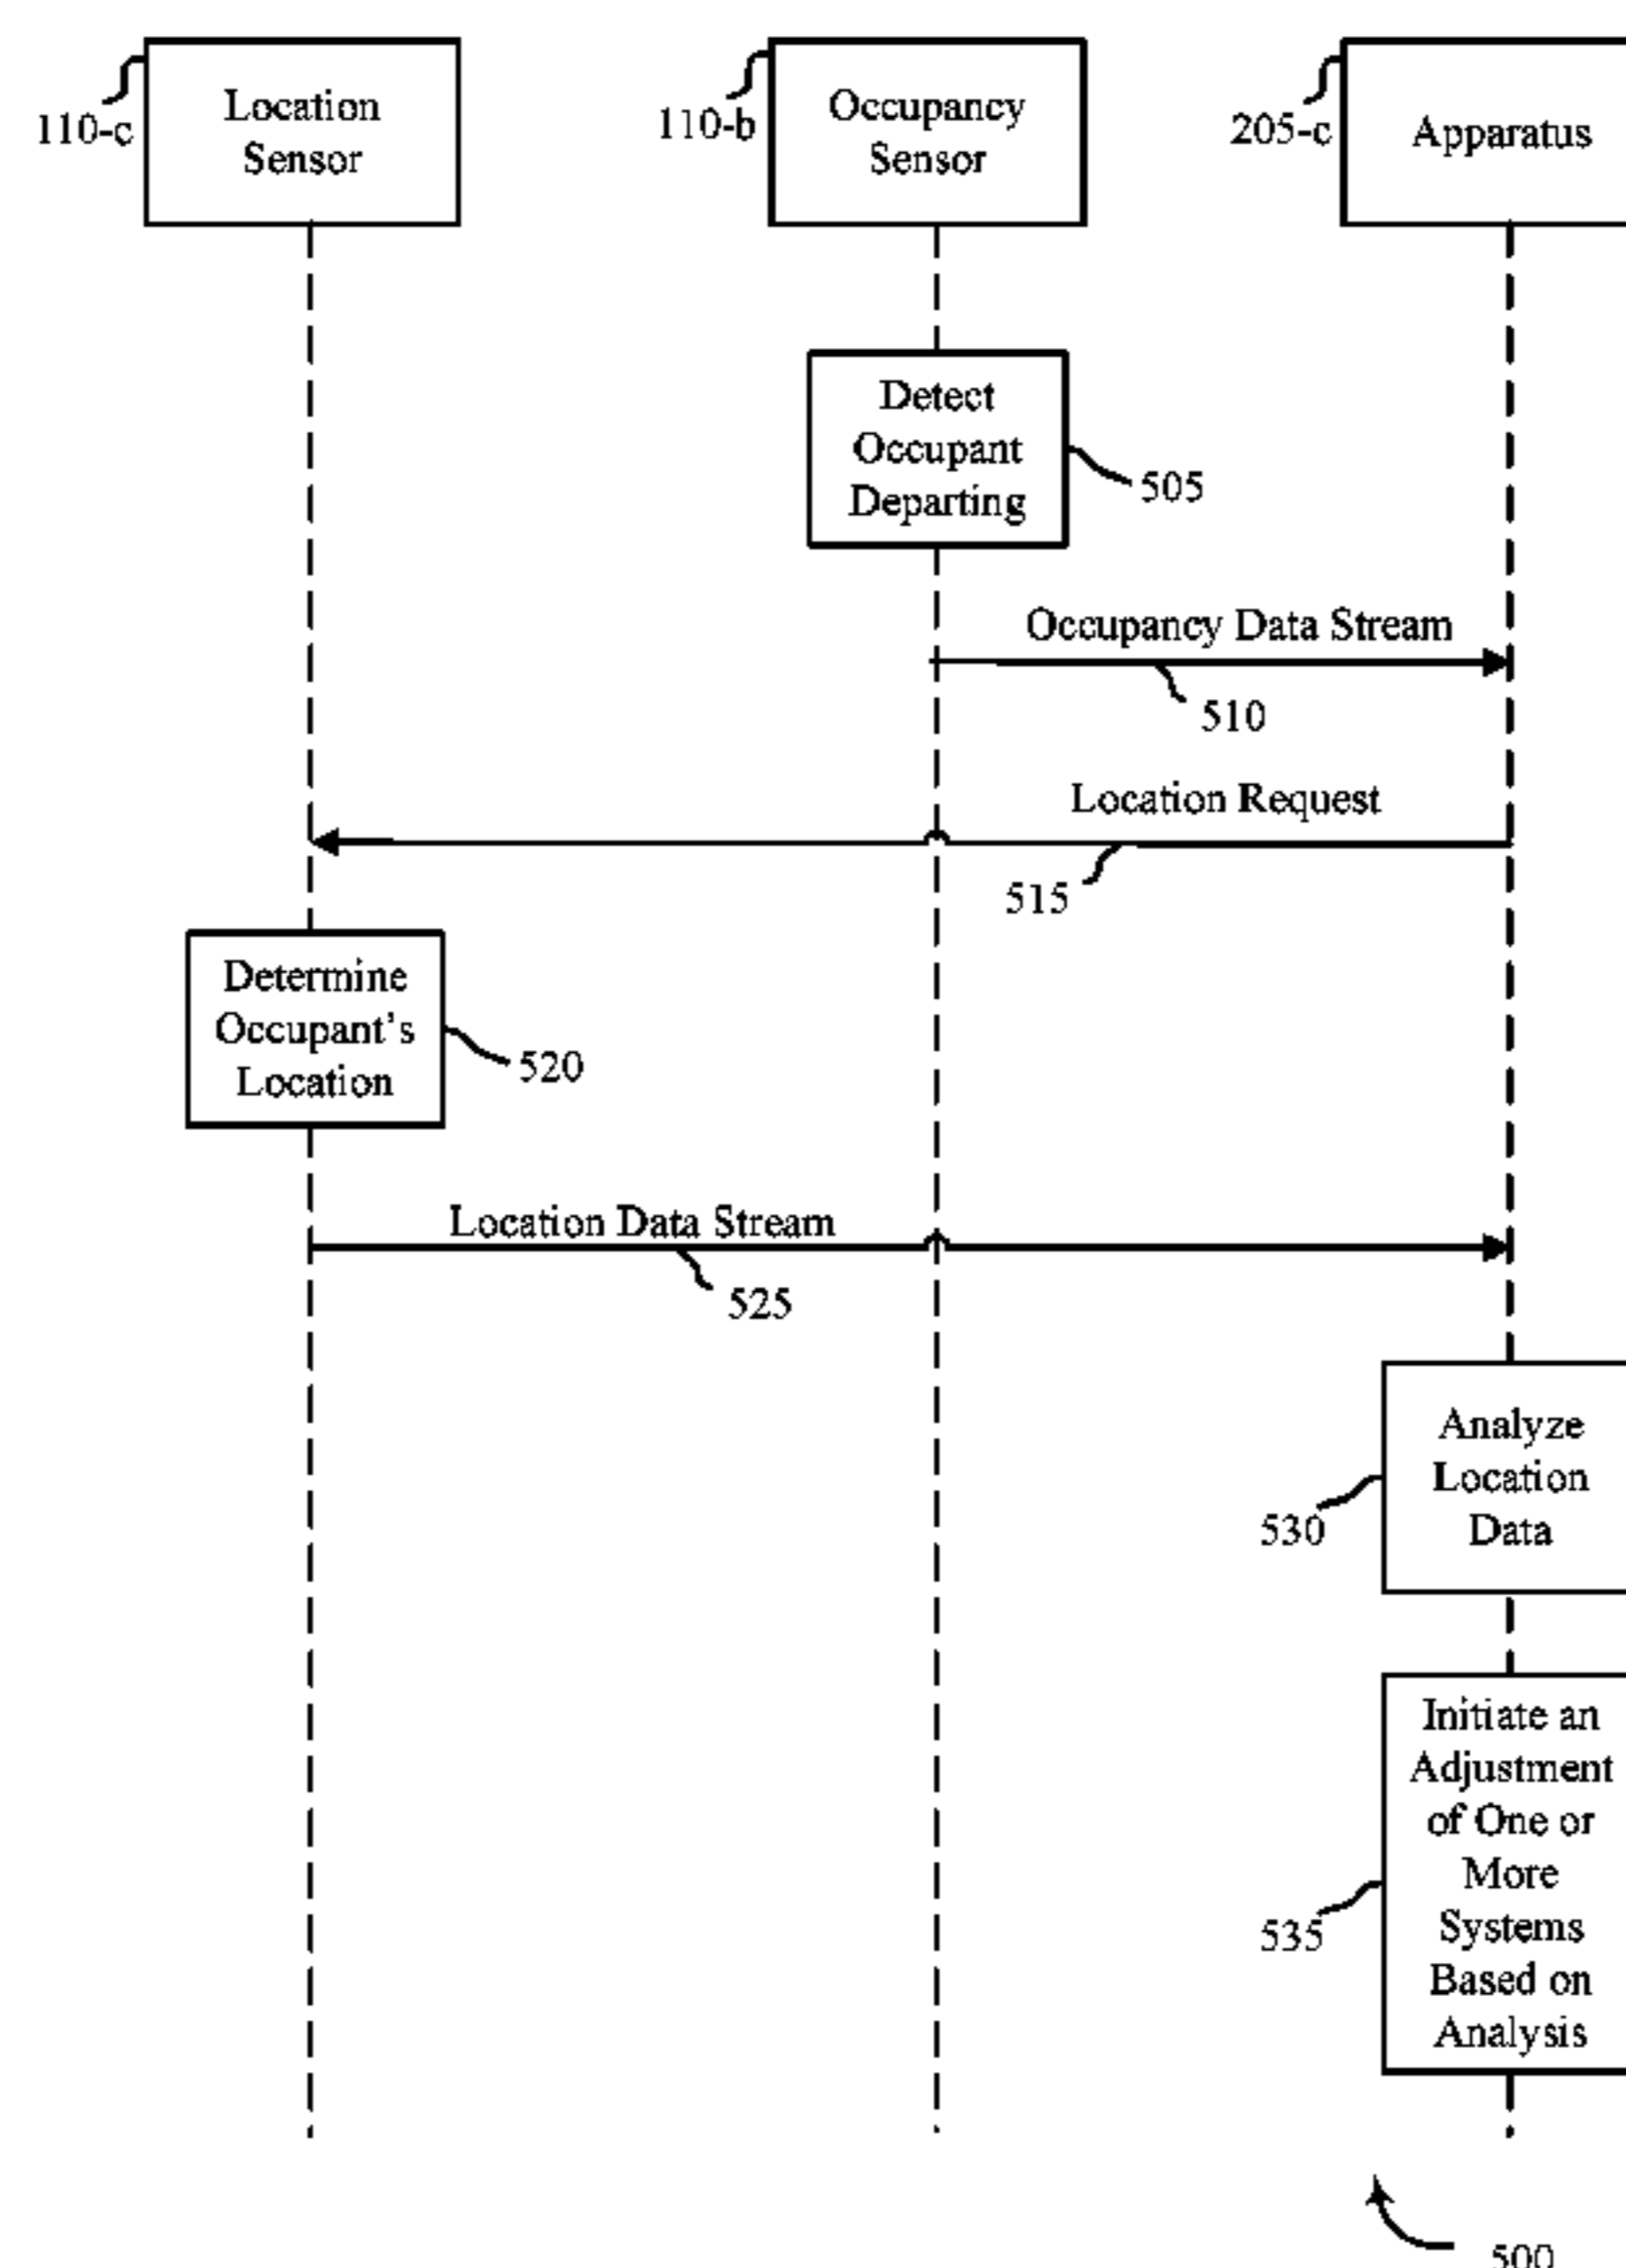 Location
Sensor
110-c
Occupancy
Sensor
110-b
Apparatus
205-c
Detect
Occupant
Departing
505
Occupancy Data Stream
510
Location Request
515
Determine
Occupant's
Location
520
Location Data Stream
525
Analyze
Location
Data
530
Initiate an
Adjustment
of One or
More
Systems
Based on
Analysis
535
500